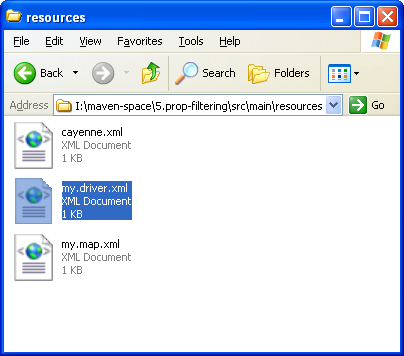 resources
File Edit View Favorites Tools Help
Back Search Folders
Address I:\maven-space\5.prop-filtering\src\main\resources Go
cayenne.xml
XML Document
1 KB
my.driver.xml
XML Document
1 KB
my.map.xml
XML Document
1 KB